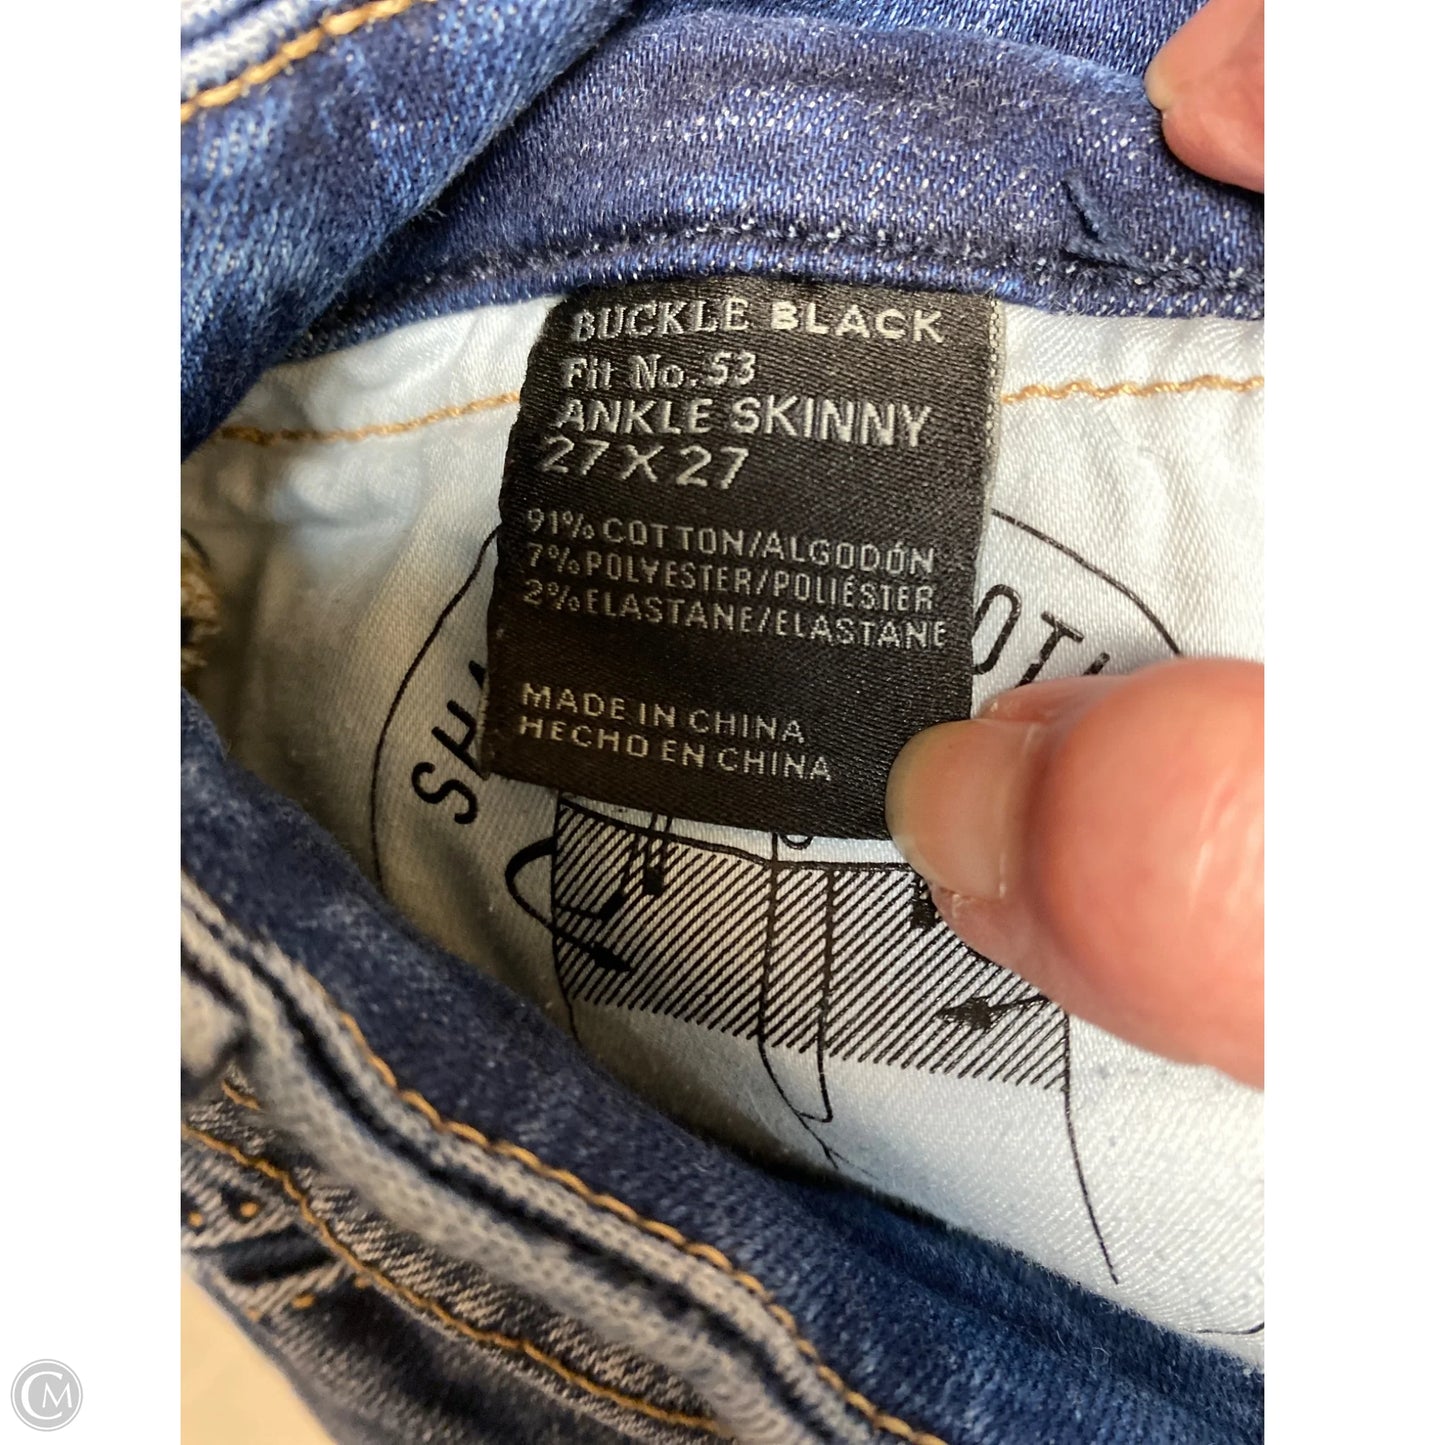 BUCKLE BLACK
Fit No. 53
ANKLE SKINNY
27 X 27
91% COTTON/ALGODÓN
7% POLYESTER/POLIÉSTER
2% ELASTANE/ELASTANE
MADE IN CHINA
HECHO EN CHINA
CM